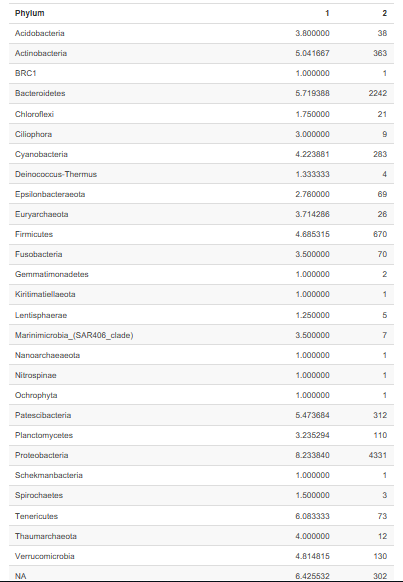 Phylum 1 2
Acidobacteria 3.800000 38
Actinobacteria 5.041667 363
BRC1 1.000000 1
Bacteroidetes 5.719388 2242
Chloroflexi 1.750000 21
Ciliophora 3.000000 9
Cyanobacteria 4.223881 283
Deinococcus-Thermus 1.333333 4
Epsilonbacteraeota 2.760000 69
Euryarchaeota 3.714286 26
Firmicutes 4.685315 670
Fusobacteria 3.500000 70
Gemmatimonadetes 1.000000 2
Kiritimatiellaeota 1.000000 1
Lentisphaerae 1.250000 5
Marinimicrobia_(SAR406_clade) 3.500000 7
Nanoarchaeaeota 1.000000 1
Nitrospinae 1.000000 1
Ochrophyta 1.000000 1
Patescibacteria 5.473684 312
Planctomycetes 3.235294 110
Proteobacteria 8.233840 4331
Schekmanbacteria 1.000000 1
Spirochaetes 1.500000 3
Tenericutes 6.083333 73
Thaumarchaeota 4.000000 12
Verrucomicrobia 4.814815 130
NA 6.425532 302